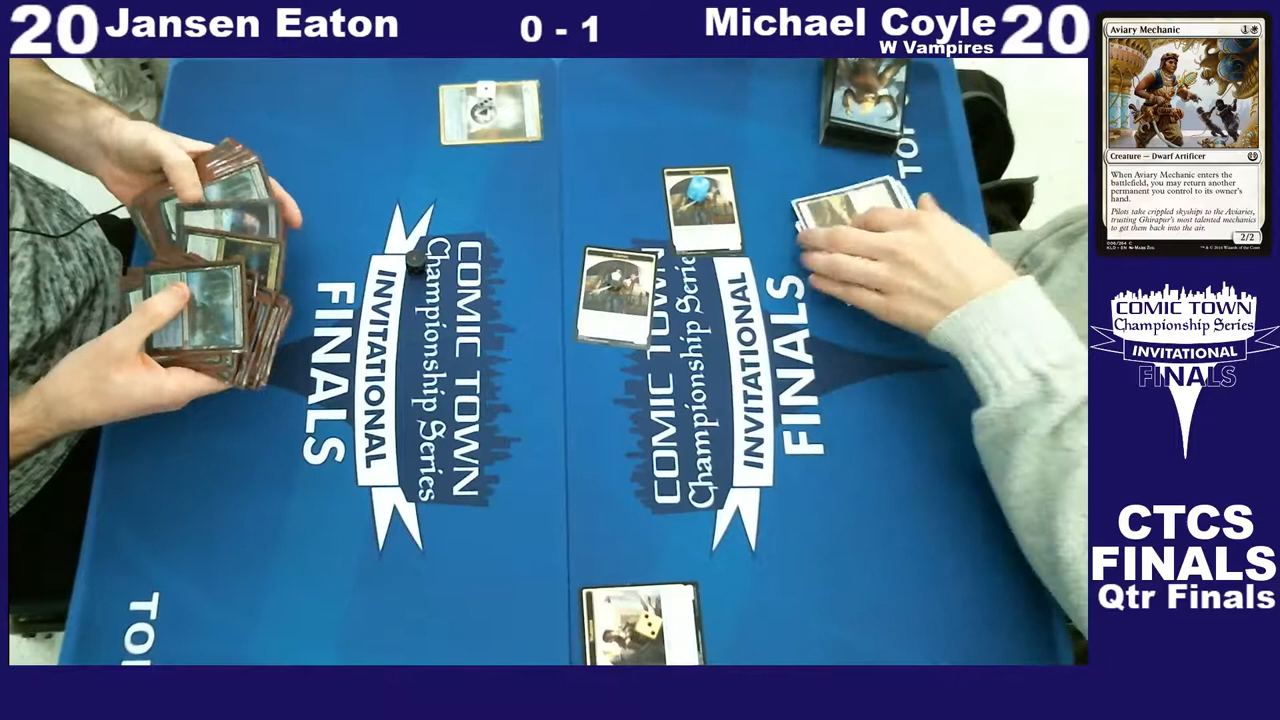 20 Jansen Eaton
0 - 1
Michael Coyle 20
W Vampires
Aviary Mechanic
Creature — Dwarf Artificer
When Aviary Mechanic enters the
battlefield, you may return another
permanent you control to its owner's
hand.
Pilots take crippled skyships to the Aviaries,
trusting Ghirapur's most talented mechanics
to get them back into the air.
2/2
COMIC TOWN
Championship Series
INVITATIONAL
FINALS
CTCS
FINALS
Qtr Finals
COMIC TOWN
Championship Series
INVITATIONAL
FINALS
COMIC TOWN
Championship Serie
INVITATIONAL
FINALS
TO
TO